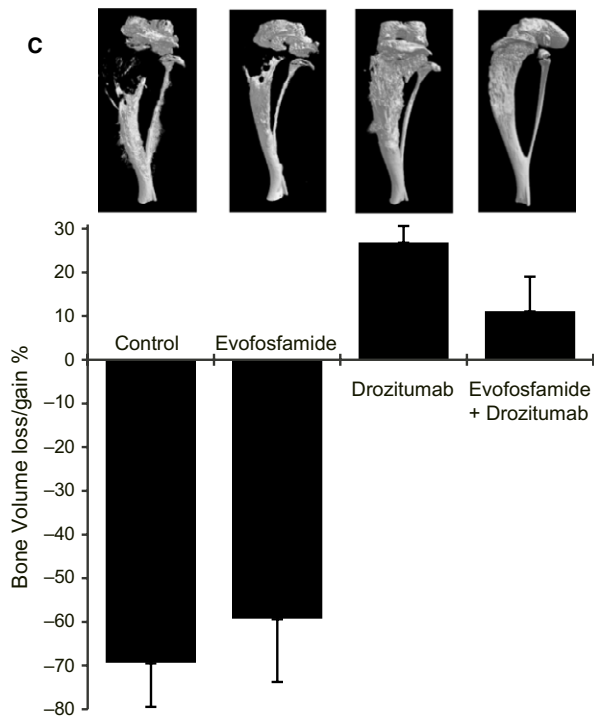 C
30
20
10
0
–10
–20
–30
–40
–50
–60
–70
–80
Bone Volume loss/gain %
Control
Evofosfamide
Drozitumab
Evofosfamide
+ Drozitumab